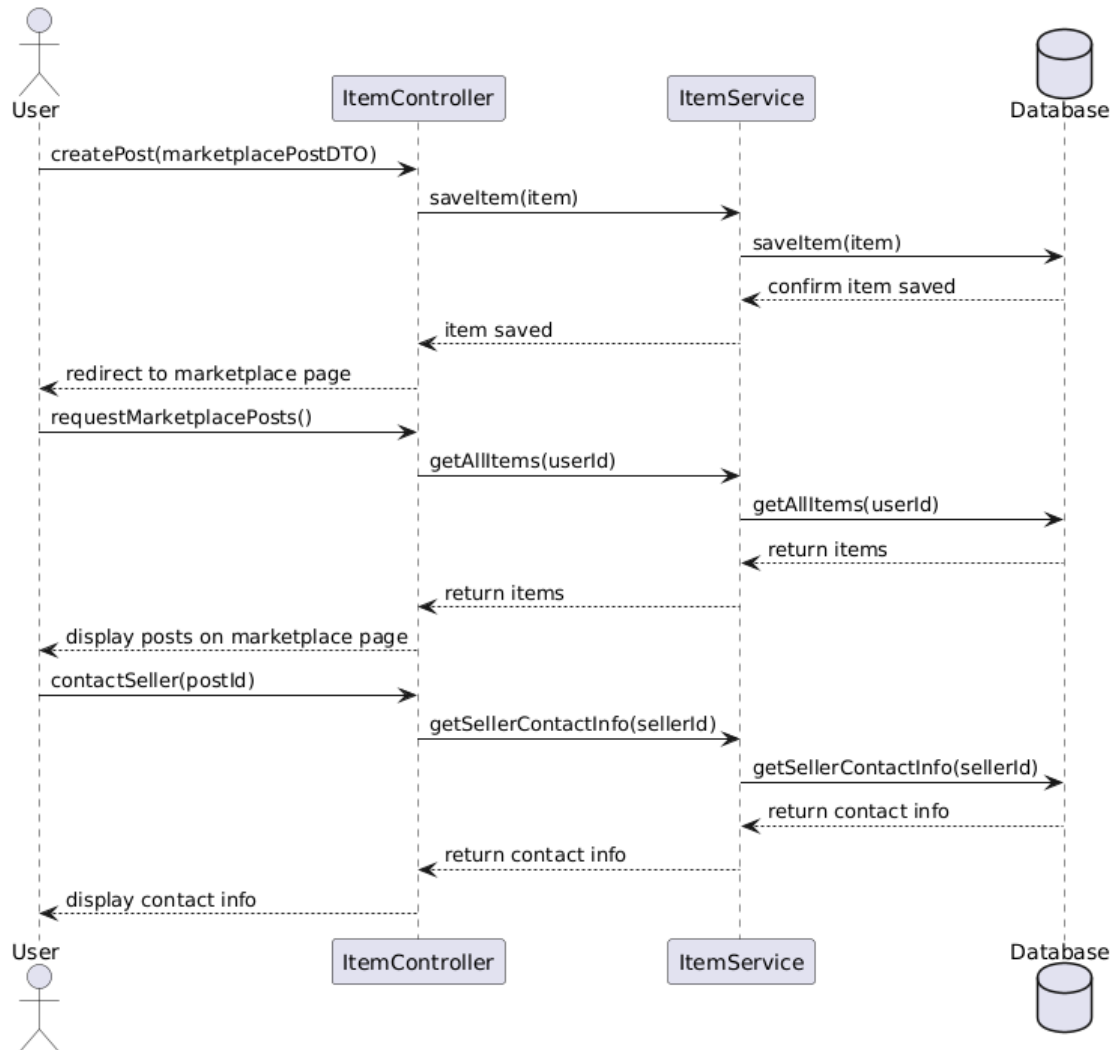 User
ItemController
ItemService
Database
createPost(marketplacePostDTO)
saveItem(item)
saveItem(item)
confirm item saved
item saved
redirect to marketplace page
requestMarketplacePosts()
getAllItems(userId)
getAllItems(userId)
return items
return items
display posts on marketplace page
contactSeller(postId)
getSellerContactInfo(sellerId)
getSellerContactInfo(sellerId)
return contact info
return contact info
display contact info
User
ItemController
ItemService
Database